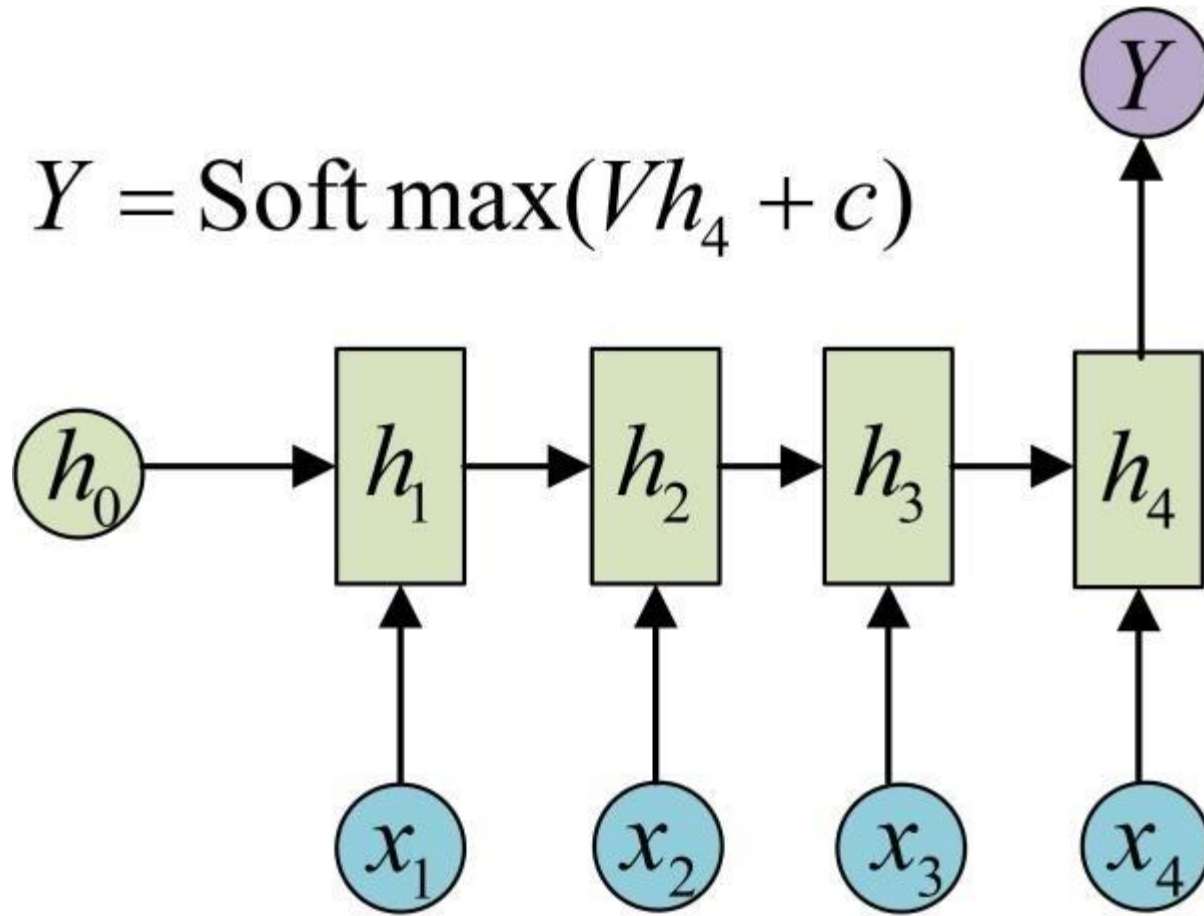 Y
Y = Soft max(Vh₄ + c)
h₀ h₁ h₂ h₃ h₄
x₁ x₂ x₃ x₄